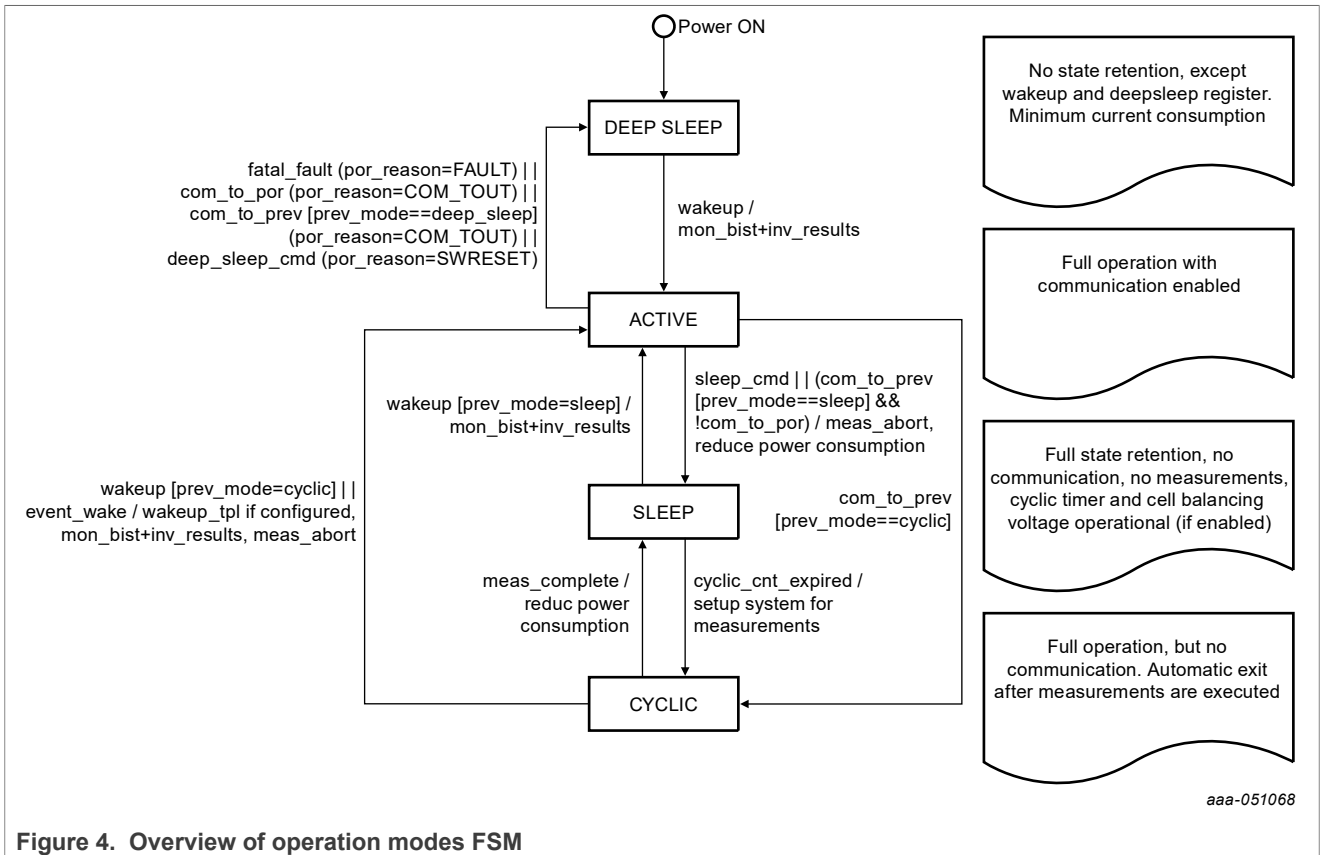 Power ON
DEEP SLEEP
fatal_fault (por_reason=FAULT) ||
com_to_por (por_reason=COM_TOUT) ||
com_to_prev [prev_mode==deep_sleep]
(por_reason=COM_TOUT) ||
deep_sleep_cmd (por_reason=SWRESET)
wakeup /
mon_bist+inv_results
ACTIVE
wakeup [prev_mode=sleep] /
mon_bist+inv_results
sleep_cmd || (com_to_prev
[prev_mode==sleep] &&
!com_to_por) / meas_abort,
reduce power consumption
wakeup [prev_mode=cyclic] ||
event_wake / wakeup_tpl if configured,
mon_bist+inv_results, meas_abort
SLEEP
com_to_prev
[prev_mode==cyclic]
meas_complete /
reduc power
consumption
cyclic_cnt_expired /
setup system for
measurements
CYCLIC
No state retention, except
wakeup and deepsleep register.
Minimum current consumption
Full operation with
communication enabled
Full state retention, no
communication, no measurements,
cyclic timer and cell balancing
voltage operational (if enabled)
Full operation, but no
communication. Automatic exit
after measurements are executed
aaa-051068
Figure 4. Overview of operation modes FSM